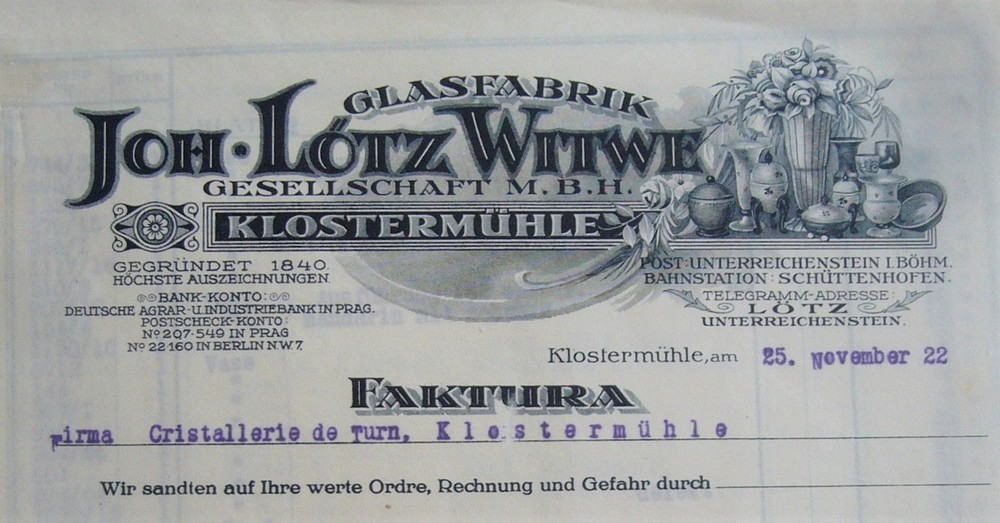 GLASFABRIK
JOH. LÖTZ WITWE
GESELLSCHAFT M.B.H.
KLOSTERMÜHLE
GEGRÜNDET 1840.
HÖCHSTE AUSZEICHNUNGEN.
BANK-KONTO:
DEUTSCHE AGRAR-U.INDUSTRIEBANK IN PRAG.
POSTSCHECK-KONTO:
No 207.549 IN PRAG
No 22160 IN BERLIN N.W.7.
POST: UNTERREICHENSTEIN I.BÖHM.
BAHNSTATION: SCHÜTTENHOFEN.
TELEGRAMM-ADRESSE:
LÖTZ
UNTERREICHENSTEIN.
Klostermühle, am 25. November 22
FAKTURA
Firma Cristallerie de Turn, Klostermühle
Wir sandten auf Ihre werte Ordre, Rechnung und Gefahr durch
Vase